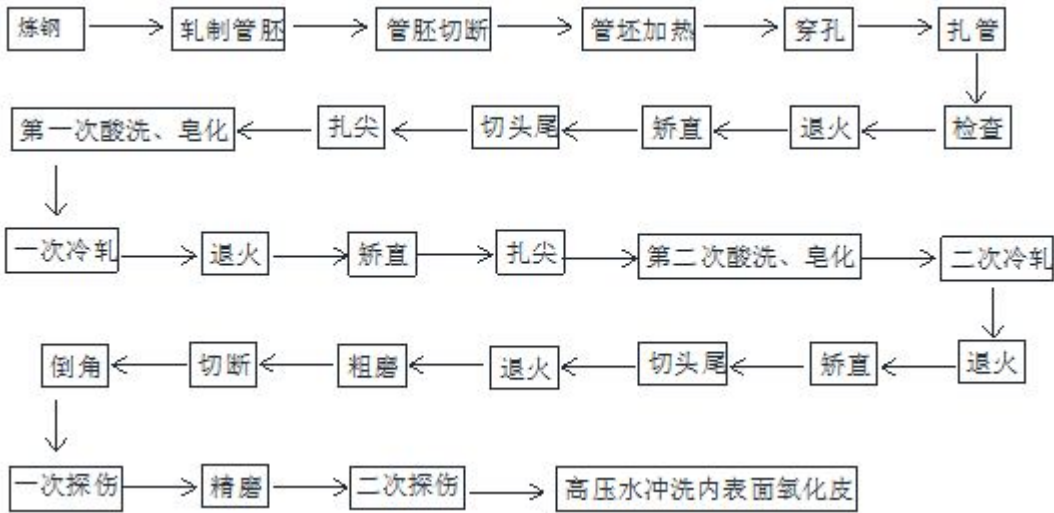 炼钢
轧制管胚
管胚切断
管坯加热
穿孔
扎管
检查
退火
矫直
切头尾
扎尖
第一次酸洗、皂化
一次冷轧
退火
矫直
扎尖
第二次酸洗、皂化
二次冷轧
退火
矫直
切头尾
退火
粗磨
切断
倒角
一次探伤
精磨
二次探伤
高压水冲洗内表面氧化皮